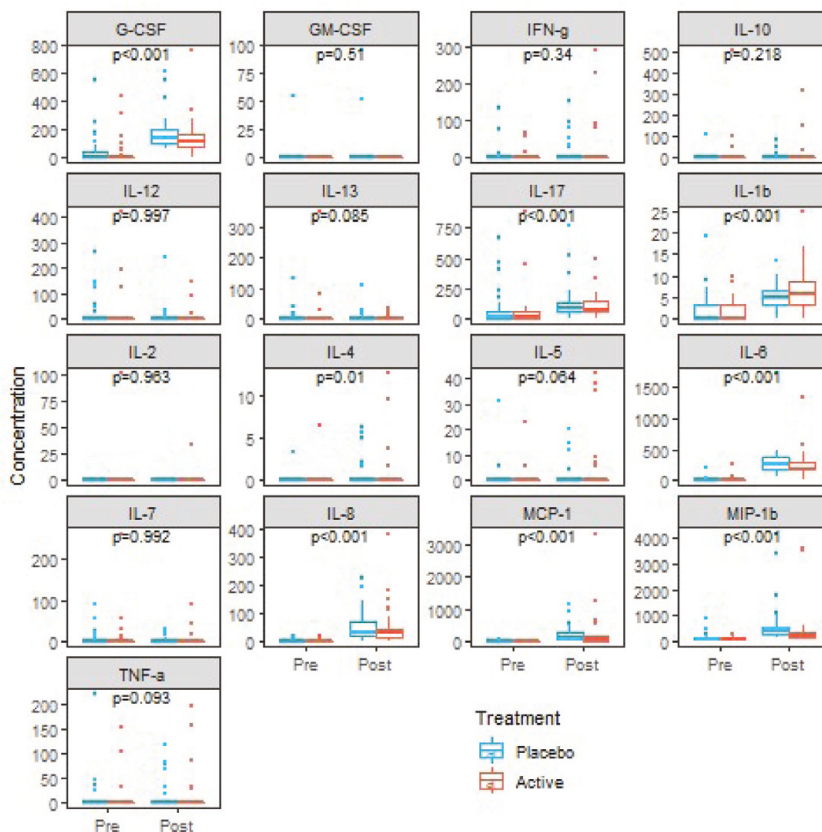 G-CSF GM-CSF IFN-g IL-10
p<0.001 p=0.51 p=0.34 p=0.218
800 600 400 200 0
100 75 50 25 0
300 200 100 0
500 400 300 200 100 0
IL-12 IL-13 IL-17 IL-1b
p=0.997 p=0.085 p<0.001 p<0.001
400 300 200 100 0
300 200 100 0
750 500 250 0
25 20 15 10 5 0
IL-2 IL-4 IL-5 IL-6
p=0.963 p=0.01 p=0.064 p<0.001
100 75 50 25 0
10 5 0
40 30 20 10 0
1500 1000 500 0
Concentration
IL-7 IL-8 MCP-1 MIP-1b
p=0.992 p<0.001 p<0.001 p<0.001
200 100 0
400 300 200 100 0
3000 2000 1000 0
4000 3000 2000 1000 0
Pre Post Pre Post Pre Post
TNF-a
p=0.093
200 150 100 50 0
Pre Post
Treatment
Placebo
Active